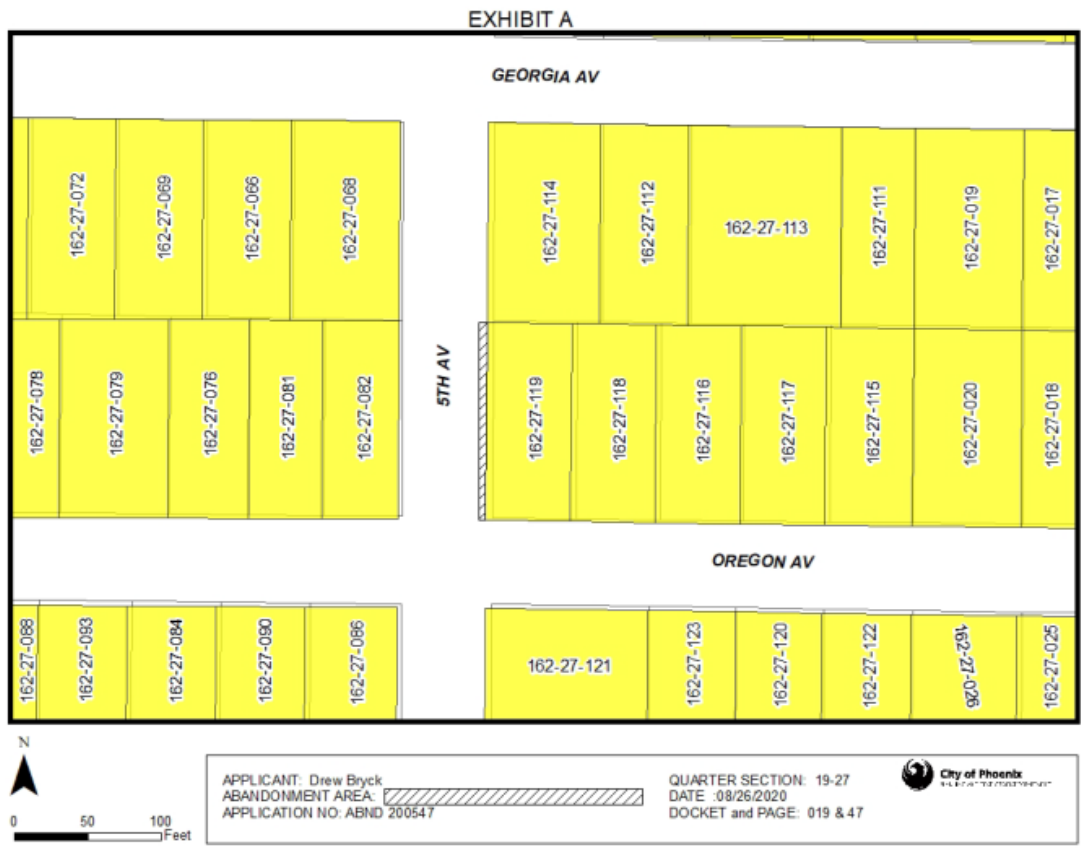 EXHIBIT A
GEORGIA AV
162-27-072
162-27-069
162-27-066
162-27-068
162-27-114
162-27-112
162-27-113
162-27-111
162-27-019
162-27-017
5TH AV
162-27-078
162-27-079
162-27-076
162-27-081
162-27-082
162-27-119
162-27-118
162-27-116
162-27-117
162-27-115
162-27-020
162-27-018
OREGON AV
162-27-088
162-27-093
162-27-084
162-27-090
162-27-086
162-27-121
162-27-123
162-27-120
162-27-122
162-27-026
162-27-025
N
0 50 100
Feet
APPLICANT: Drew Bryck
ABANDONMENT AREA:
APPLICATION NO: ABND 200547
QUARTER SECTION: 19-27
DATE :08/26/2020
DOCKET and PAGE: 019 & 47
City of Phoenix